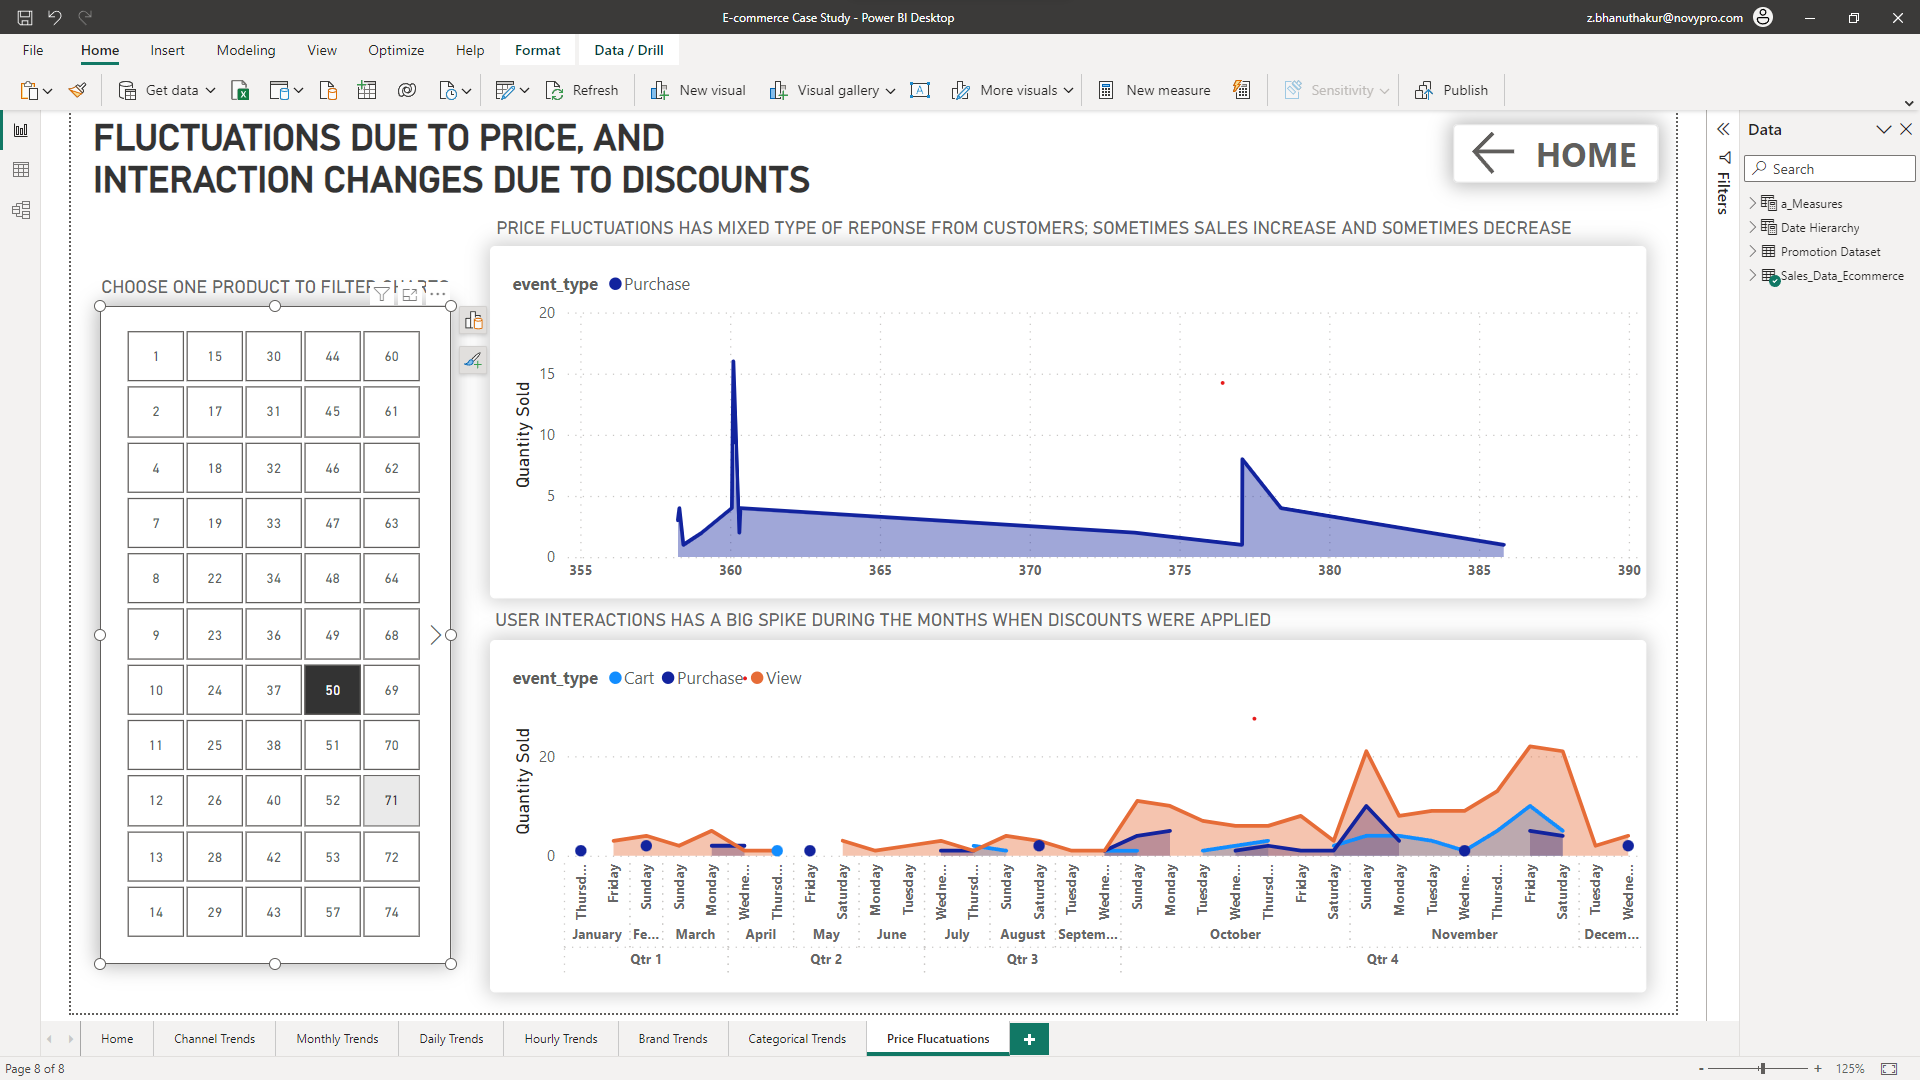 E-commerce Case Study - Power BI Desktop
z.bhanuthakur@novypro.com
File Home Insert Modeling View Optimize Help Format Data / Drill
Get data Refresh New visual Visual gallery More visuals New measure Sensitivity Publish
FLUCTUATIONS DUE TO PRICE, AND
INTERACTION CHANGES DUE TO DISCOUNTS
HOME
CHOOSE ONE PRODUCT TO FILTER CHARTS
1 15 30 44 60
2 17 31 45 61
4 18 32 46 62
7 19 33 47 63
8 22 34 48 64
9 23 36 49 68
10 24 37 50 69
11 25 38 51 70
12 26 40 52 71
13 28 42 53 72
14 29 43 57 74
PRICE FLUCTUATIONS HAS MIXED TYPE OF REPONSE FROM CUSTOMERS; SOMETIMES SALES INCREASE AND SOMETIMES DECREASE
event_type Purchase
Quantity Sold
20
15
10
5
0
355 360 365 370 375 380 385 390
USER INTERACTIONS HAS A BIG SPIKE DURING THE MONTHS WHEN DISCOUNTS WERE APPLIED
event_type Cart Purchase View
Quantity Sold
20
0
Thursd... Friday Sunday Sunday Monday Wedne... Thursd... Friday Saturday Monday Tuesday Wedne... Thursd... Sunday Saturday Tuesday Wedne... Sunday Monday Tuesday Wedne... Thursd... Friday Saturday Sunday Monday Tuesday Wedne... Thursd... Friday Saturday Tuesday Wedne...
January Fe... March April May June July August Septem... October November Decem...
Qtr 1 Qtr 2 Qtr 3 Qtr 4
Filters
Data
Search
a_Measures
Date Hierarchy
Promotion Dataset
Sales_Data_Ecommerce
Home Channel Trends Monthly Trends Daily Trends Hourly Trends Brand Trends Categorical Trends Price Flucatuations +
Page 8 of 8
- + 125%